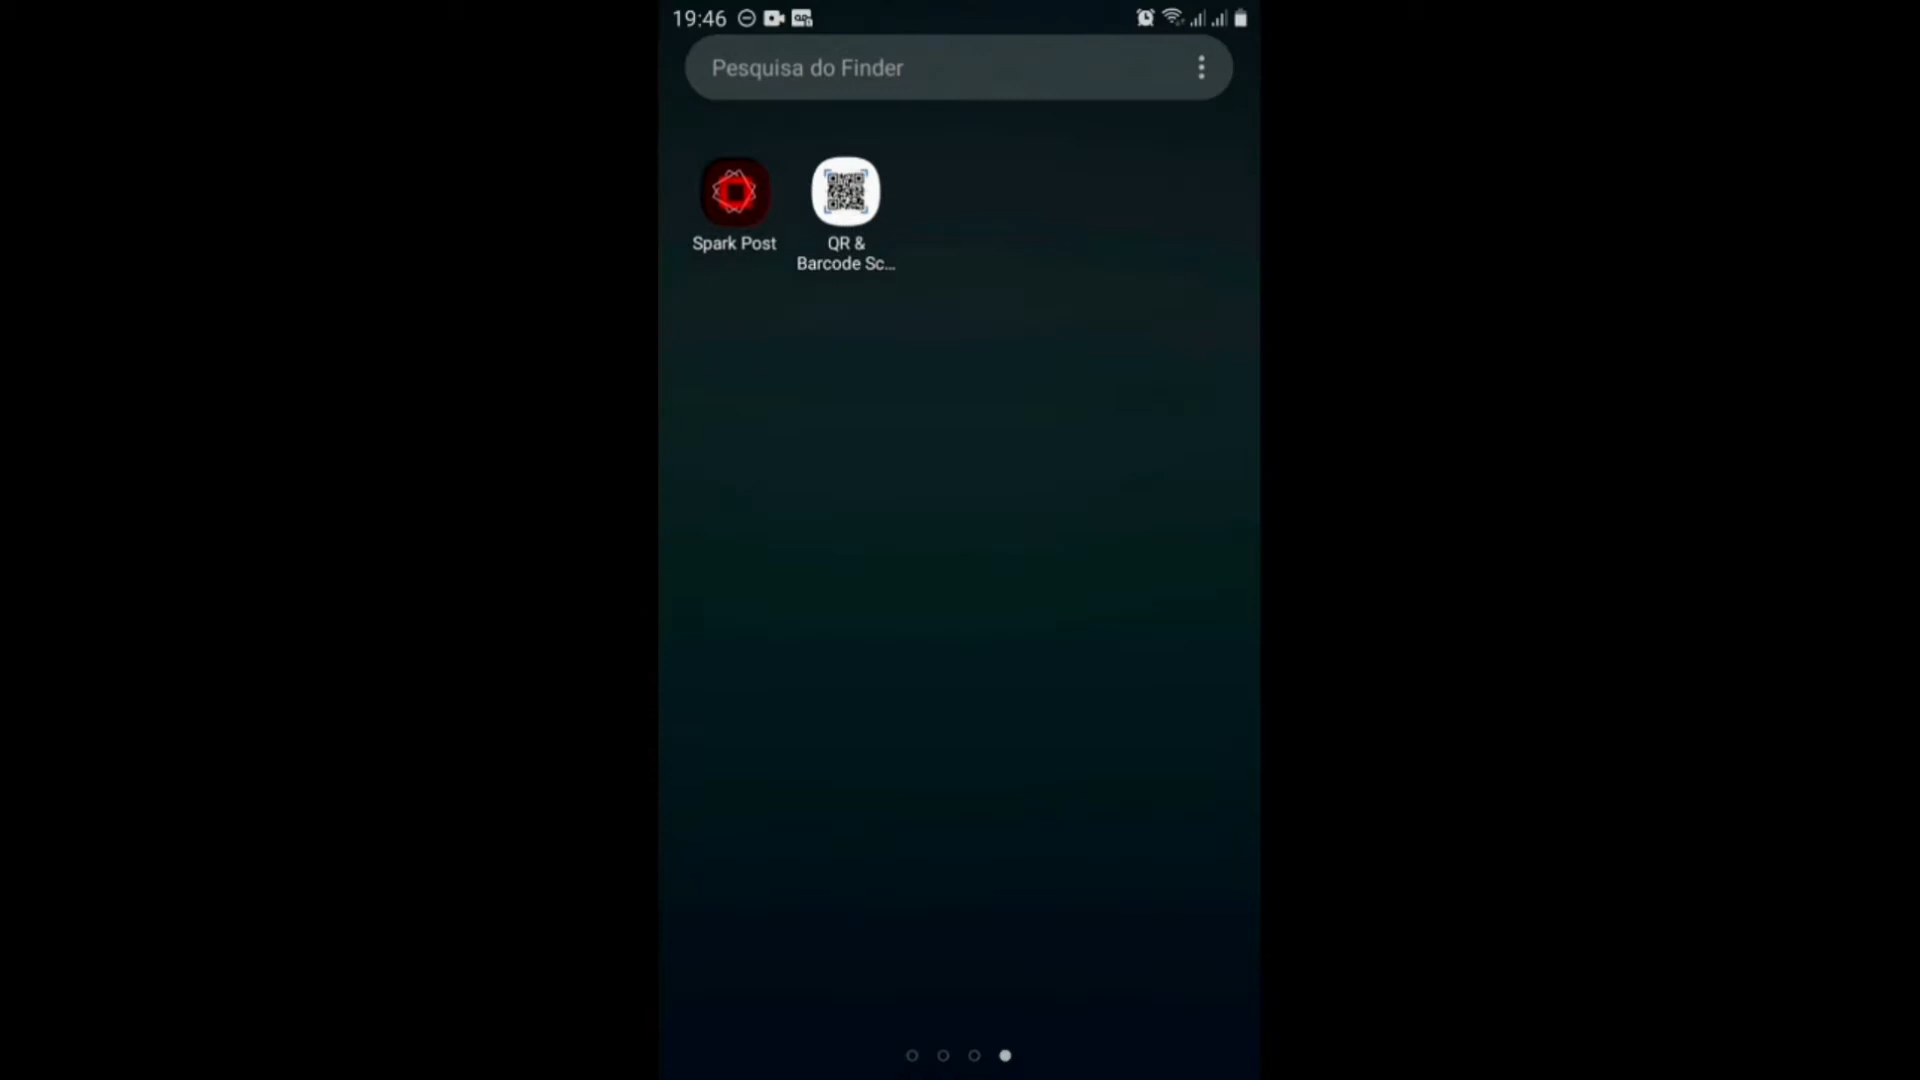 19:46
Pesquisa do Finder
Spark Post
QR &
Barcode Sc...